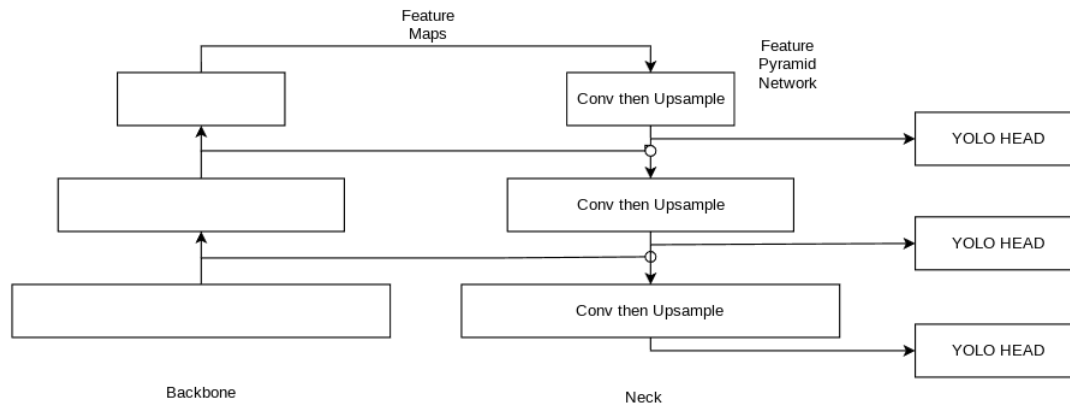 Feature
Maps
Feature
Pyramid
Network
Conv then Upsample
YOLO HEAD
Conv then Upsample
YOLO HEAD
Conv then Upsample
YOLO HEAD
Backbone
Neck